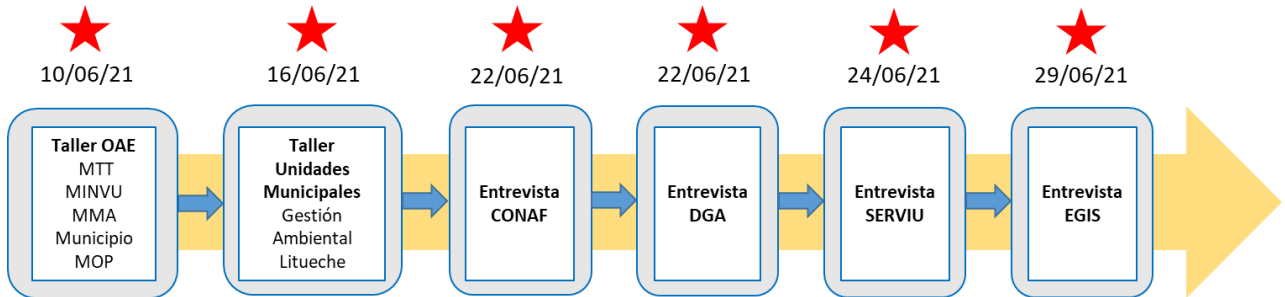 10/06/21
16/06/21
22/06/21
22/06/21
24/06/21
29/06/21
Taller OAE
MTT
MINVU
MMA
Municipio
MOP
Taller
Unidades
Municipales
Gestión
Ambiental
Litueche
Entrevista
CONAF
Entrevista
DGA
Entrevista
SERVIU
Entrevista
EGIS